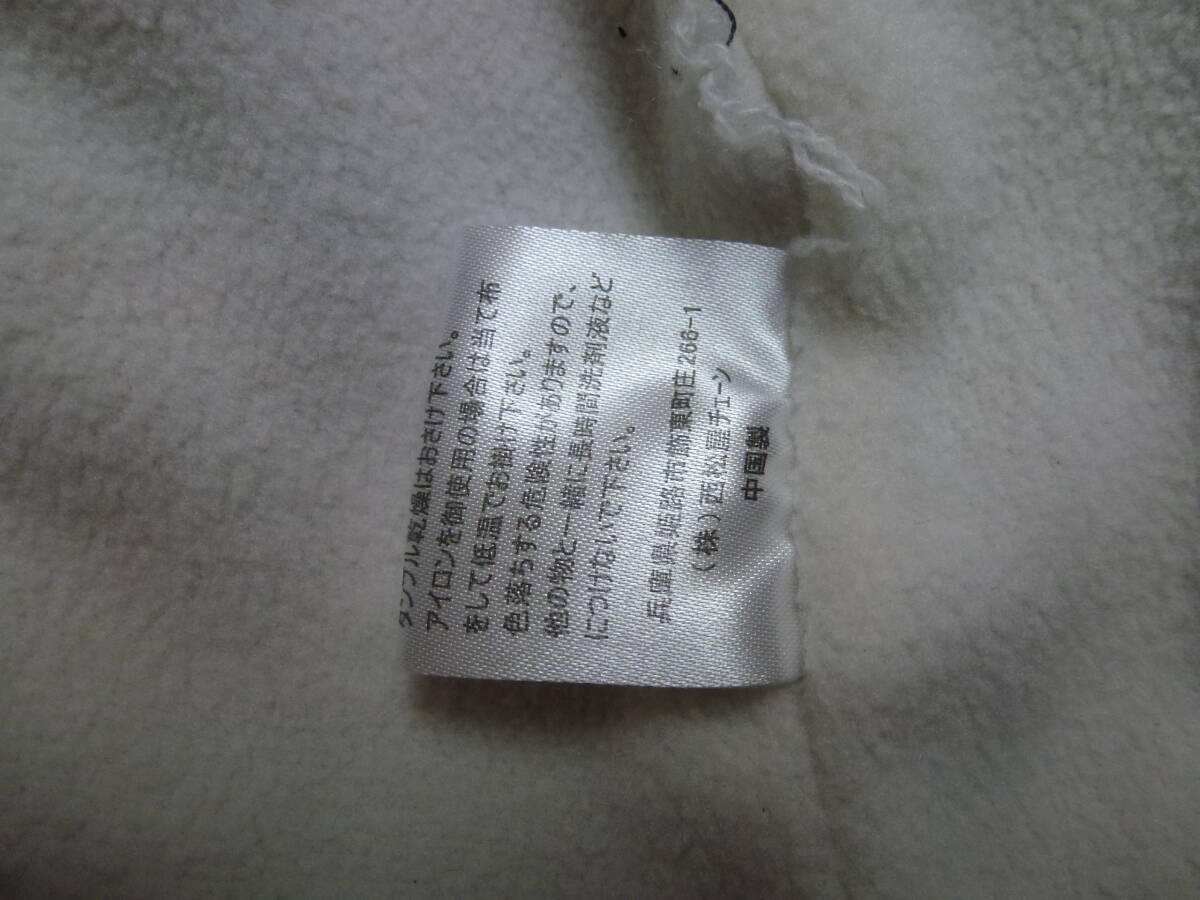 タンブル乾燥はおさけ下さい。
アイロンを御使用の場合は当て布
をして低温でお掛け下さい。
色落ちする危険性がありますので、
他の物と一緒に長時間洗剤液など
につけないで下さい。
兵庫県姫路市飾東町庄266-1
(株)西松屋チェーン
中国製